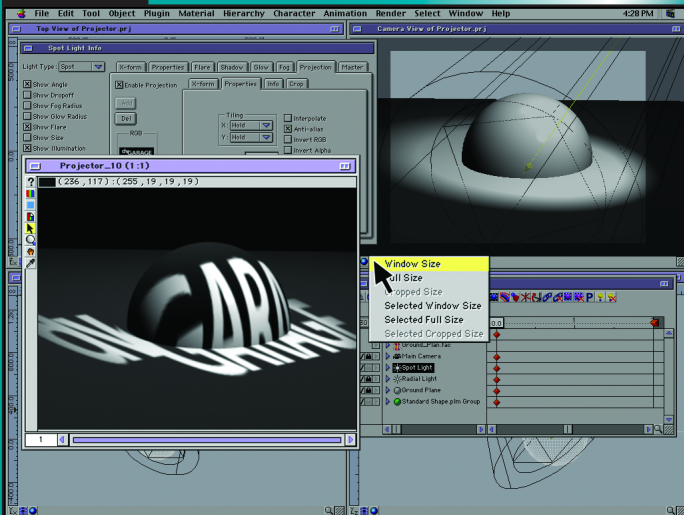 File Edit Tool Object Plugin Material Hierarchy Character Animation Render Select Window Help 4:28 PM
Top View of Projector.prj
Camera View of Projector.prj
Spot Light Info
Light Type: Spot
X-form Properties Flare Shadow Glow Fog Projection Master
Show Angle
Show Dropoff
Show Fog Radius
Show Glow Radius
Show Flare
Show Size
Show Illumination
Enable Projection
X-form Properties Info Crop
Add
Del
RGB
GARAGE
Tiling
X: Hold
Y: Hold
Interpolate
Anti-alias
Invert RGB
Invert Alpha
Projector_10 (1:1)
(236,117):(255,19,19,19)
Window Size
Full Size
Cropped Size
Selected Window Size
Selected Full Size
Selected Cropped Size
0.0
Ground_Plan.fac
Main Camera
Spot Light
Radial Light
Ground Plane
Standard Shape.plm Group
1